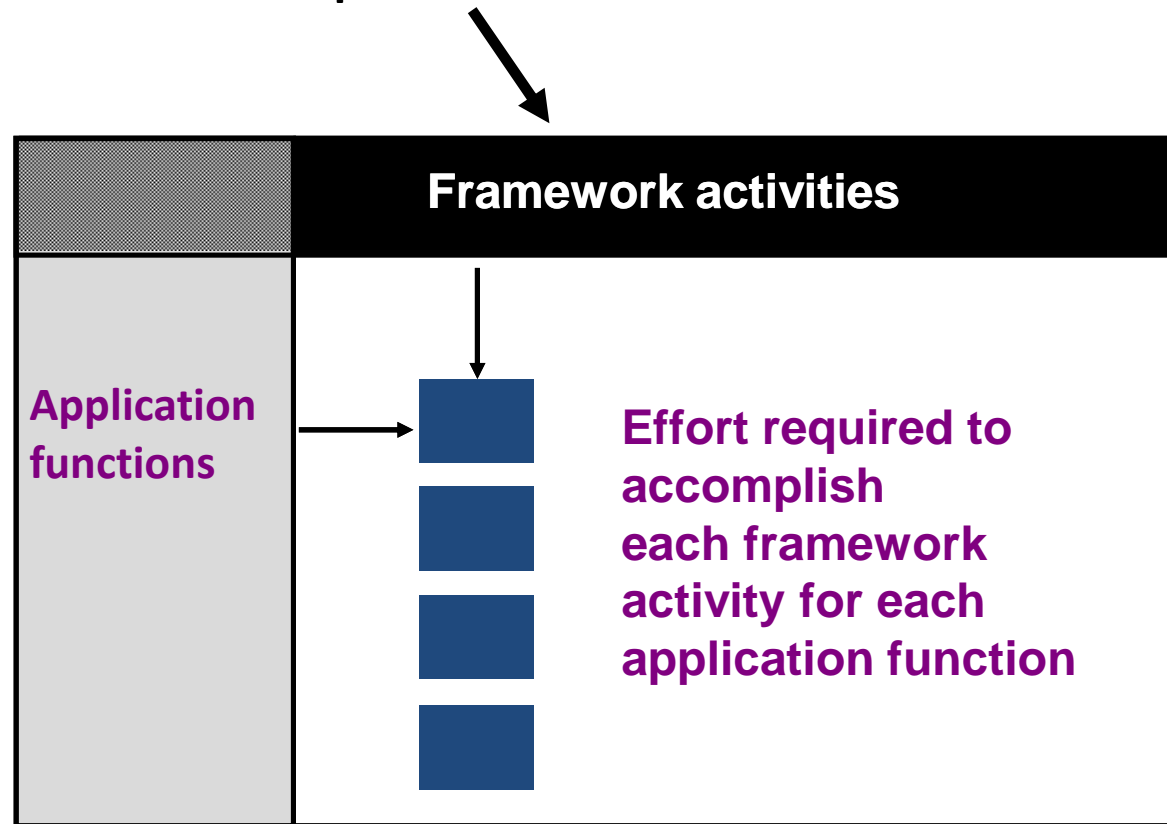 Framework activities
Application
functions
Effort required to
accomplish
each framework
activity for each
application function